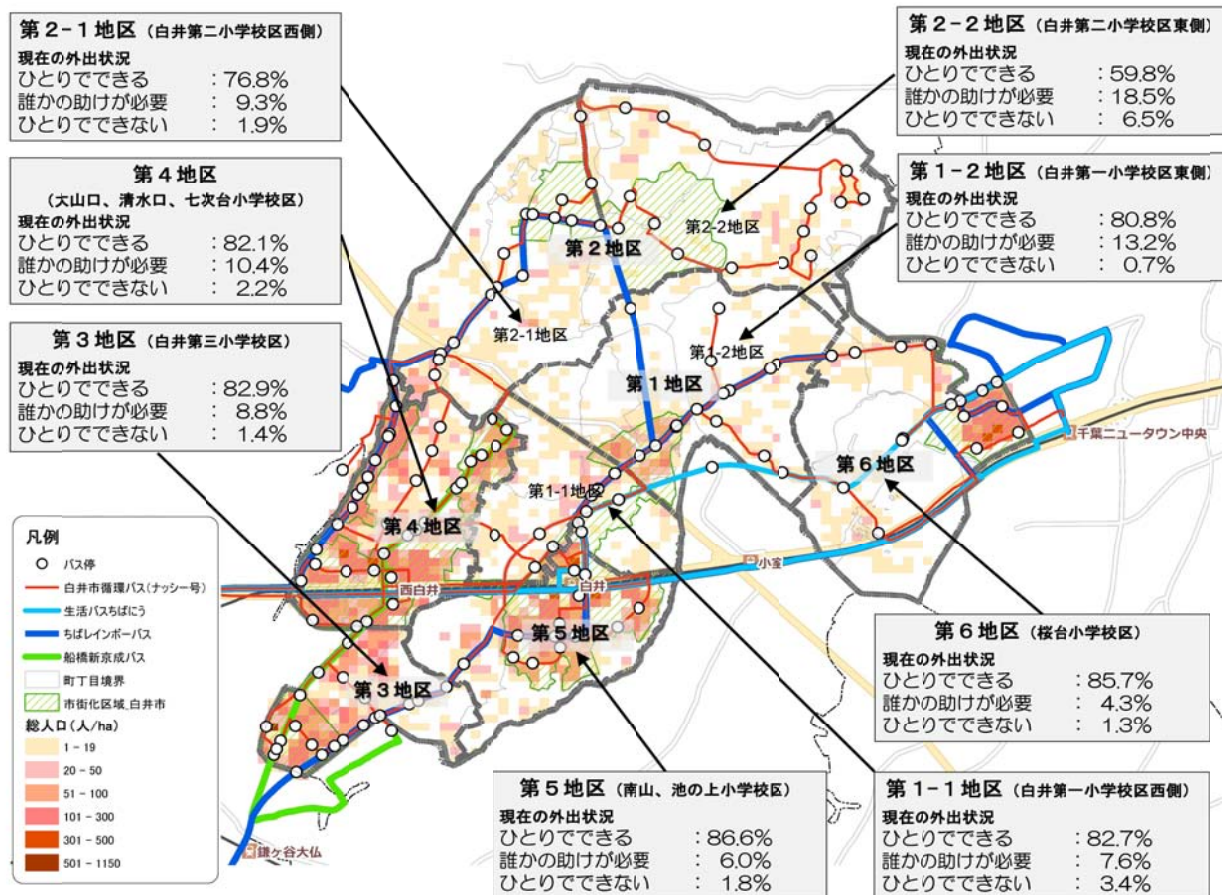 第2-1地区 (白井第二小学校区西側)
現在の外出状況
ひとりでできる :76.8%
誰かの助けが必要 : 9.3%
ひとりでできない : 1.9%
第2-2地区 (白井第二小学校区東側)
現在の外出状況
ひとりでできる :59.8%
誰かの助けが必要 :18.5%
ひとりでできない : 6.5%
第4地区
(大山口、清水口、七次台小学校区)
現在の外出状況
ひとりでできる :82.1%
誰かの助けが必要 :10.4%
ひとりでできない : 2.2%
第1-2地区 (白井第一小学校区東側)
現在の外出状況
ひとりでできる :80.8%
誰かの助けが必要 :13.2%
ひとりでできない : 0.7%
第3地区 (白井第三小学校区)
現在の外出状況
ひとりでできる :82.9%
誰かの助けが必要 : 8.8%
ひとりでできない : 1.4%
第2-2地区
第2地区
第2-1地区
第1-2地区
第1地区
千葉ニュータウン中央
第6地区
第1-1地区
第4地区
小室
西白井
白井
第5地区
第3地区
鎌ヶ谷大仏
凡例
バス停
白井市循環バス(ナッシー号)
生活バスちばにう
ちばレインボーバス
船橋新京成バス
町丁目境界
市街化区域_白井市
総人口(人/ha)
1 - 19
20 - 50
51 - 100
101 - 300
301 - 500
501 - 1150
第6地区 (桜台小学校区)
現在の外出状況
ひとりでできる :85.7%
誰かの助けが必要 : 4.3%
ひとりでできない : 1.3%
第5地区 (南山、池の上小学校区)
現在の外出状況
ひとりでできる :86.6%
誰かの助けが必要 : 6.0%
ひとりでできない : 1.8%
第1-1地区 (白井第一小学校区西側)
現在の外出状況
ひとりでできる :82.7%
誰かの助けが必要 : 7.6%
ひとりでできない : 3.4%